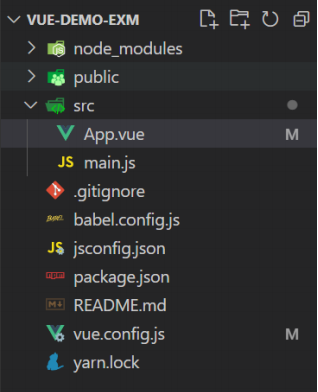 VUE-DEMO-EXM
node_modules
public
src
App.vue M
JS main.js
.gitignore
babel.config.js
JS jsconfig.json
package.json
README.md
vue.config.js M
yarn.lock